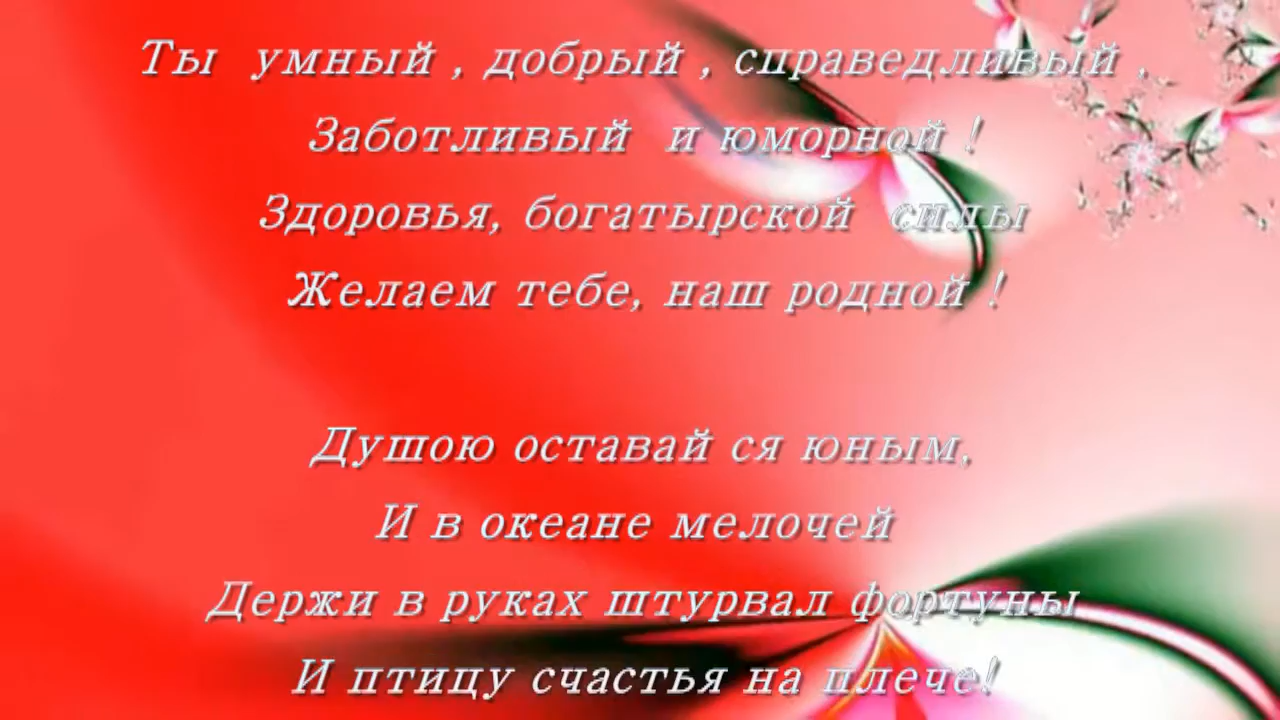 Ты умный , добрый , справедливый ,
Заботливый и юморной !
Здоровья, богатырской силы
Желаем тебе, наш родной !
Душою оставай ся юным,
И в океане мелочей
Держи в руках штурвал фортуны
И птицу счастья на плече!